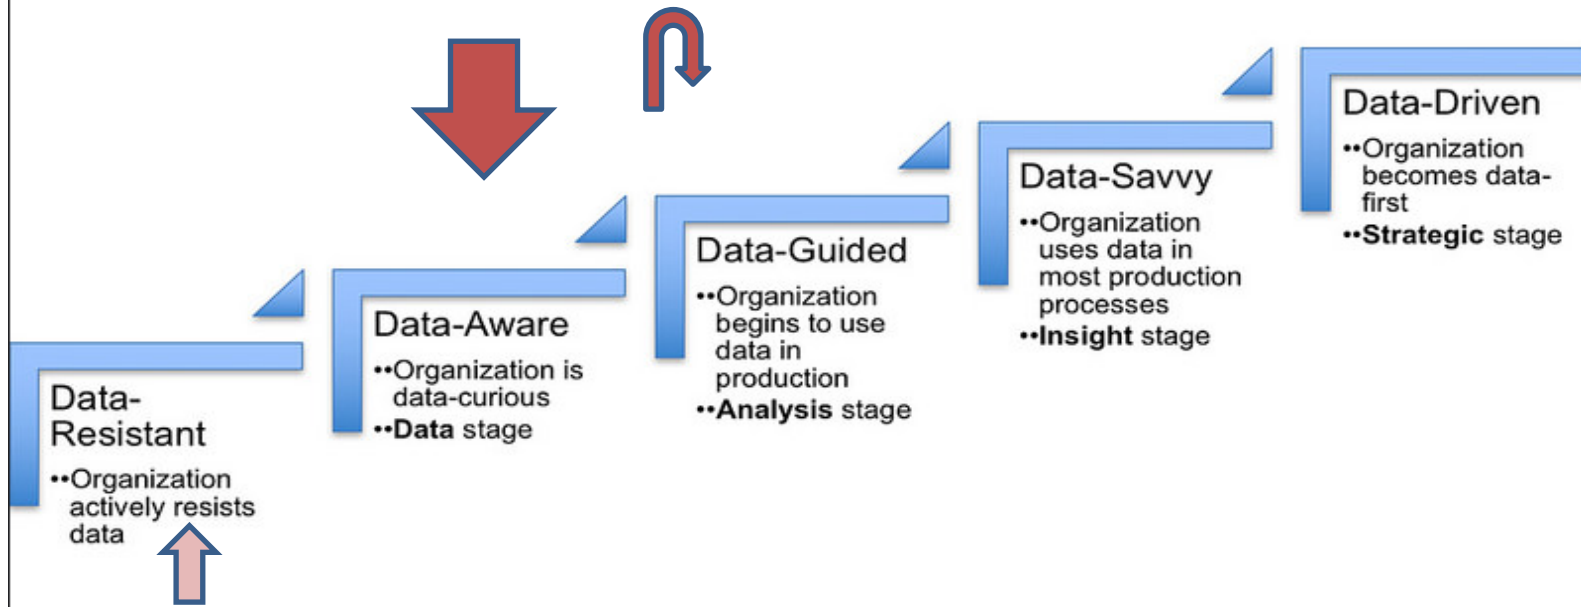 Data-
Resistant
••Organization
actively resists
data
Data-Aware
••Organization is
data-curious
••Data stage
Data-Guided
••Organization
begins to use
data in
production
••Analysis stage
Data-Savvy
••Organization
uses data in
most production
processes
••Insight stage
Data-Driven
••Organization
becomes data-
first
••Strategic stage